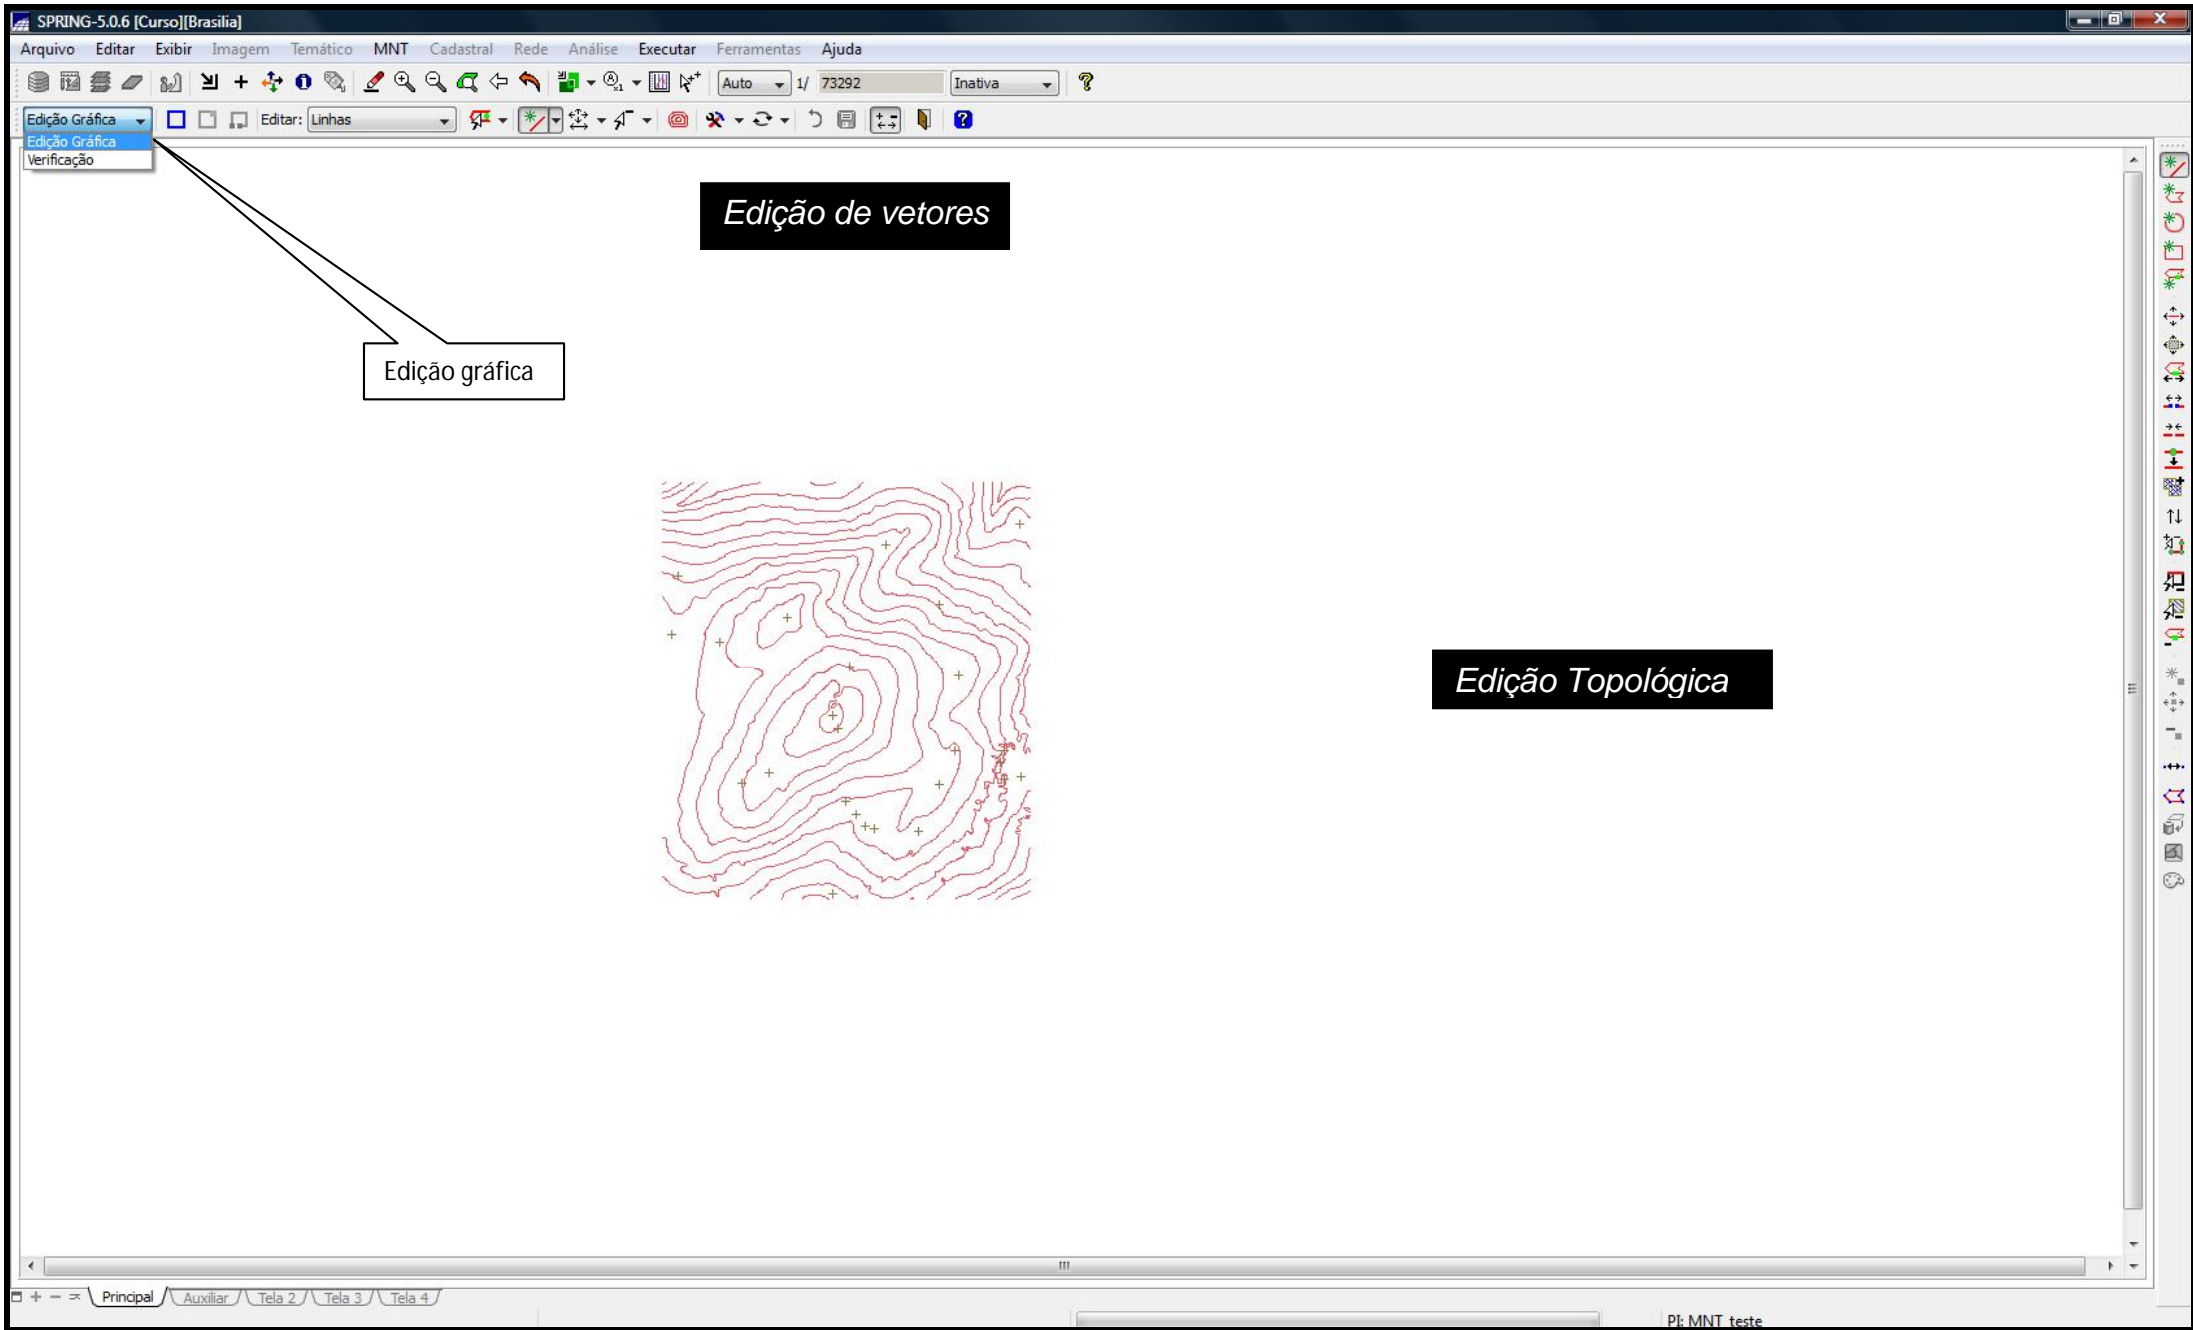 SPRING-5.0.6 [Curso][Brasilia]
Arquivo Editar Exibir Imagem Temático MNT Cadastral Rede Análise Executar Ferramentas Ajuda
Auto 1/ 73292 Inativa
Edição Gráfica Editar: Linhas
Edição Gráfica
Verificação
Edição de vetores
Edição gráfica
Edição Topológica
Principal Auxiliar Tela 2 Tela 3 Tela 4
PI: MNT_teste